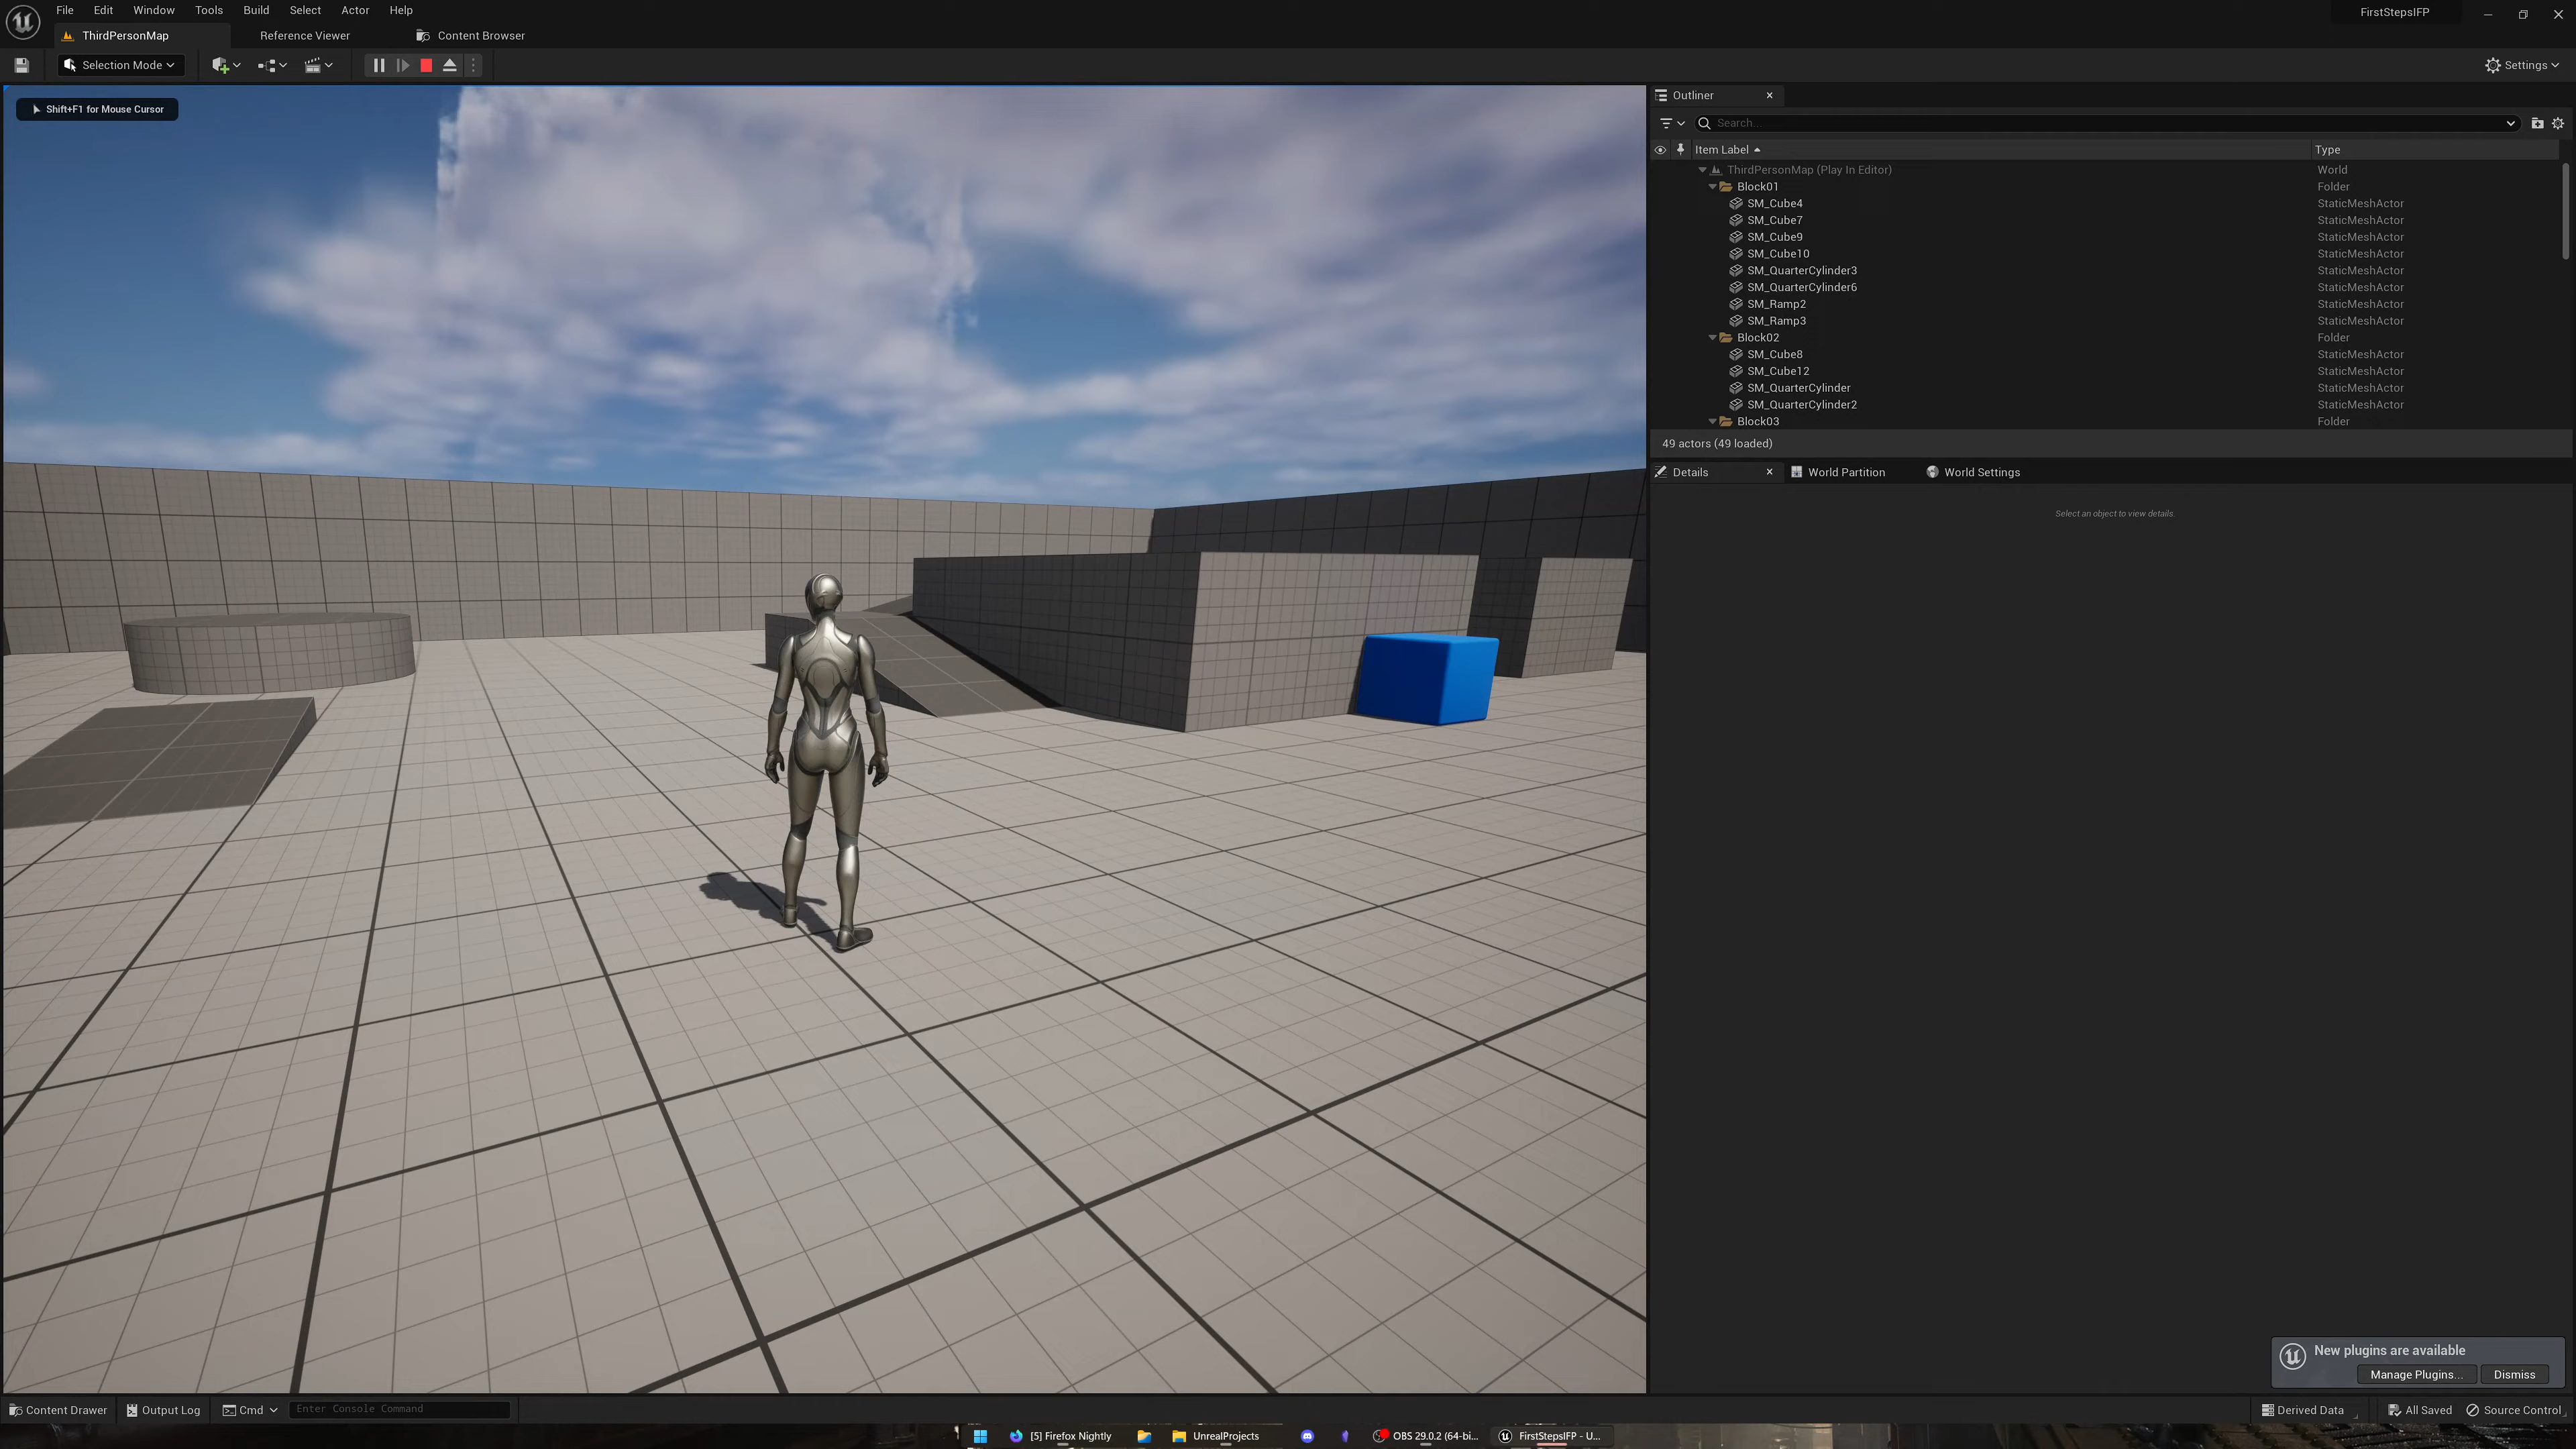 File Edit Window Tools Build Select Actor Help
FirstStepsIFP
ThirdPersonMap
Reference Viewer
Content Browser
Selection Mode
Settings
Shift+F1 for Mouse Cursor
Outliner
Search...
Item Label Type
ThirdPersonMap (Play In Editor) World
Block01 Folder
SM_Cube4 StaticMeshActor
SM_Cube7 StaticMeshActor
SM_Cube9 StaticMeshActor
SM_Cube10 StaticMeshActor
SM_QuarterCylinder3 StaticMeshActor
SM_QuarterCylinder6 StaticMeshActor
SM_Ramp2 StaticMeshActor
SM_Ramp3 StaticMeshActor
Block02 Folder
SM_Cube8 StaticMeshActor
SM_Cube12 StaticMeshActor
SM_QuarterCylinder StaticMeshActor
SM_QuarterCylinder2 StaticMeshActor
Block03 Folder
49 actors (49 loaded)
Details
World Partition
World Settings
Select an object to view details.
New plugins are available
Manage Plugins... Dismiss
Content Drawer
Output Log
Cmd
Enter Console Command
Derived Data
All Saved
Source Control
[5] Firefox Nightly
UnrealProjects
OBS 29.0.2 (64-bi...
FirstStepsIFP - U...